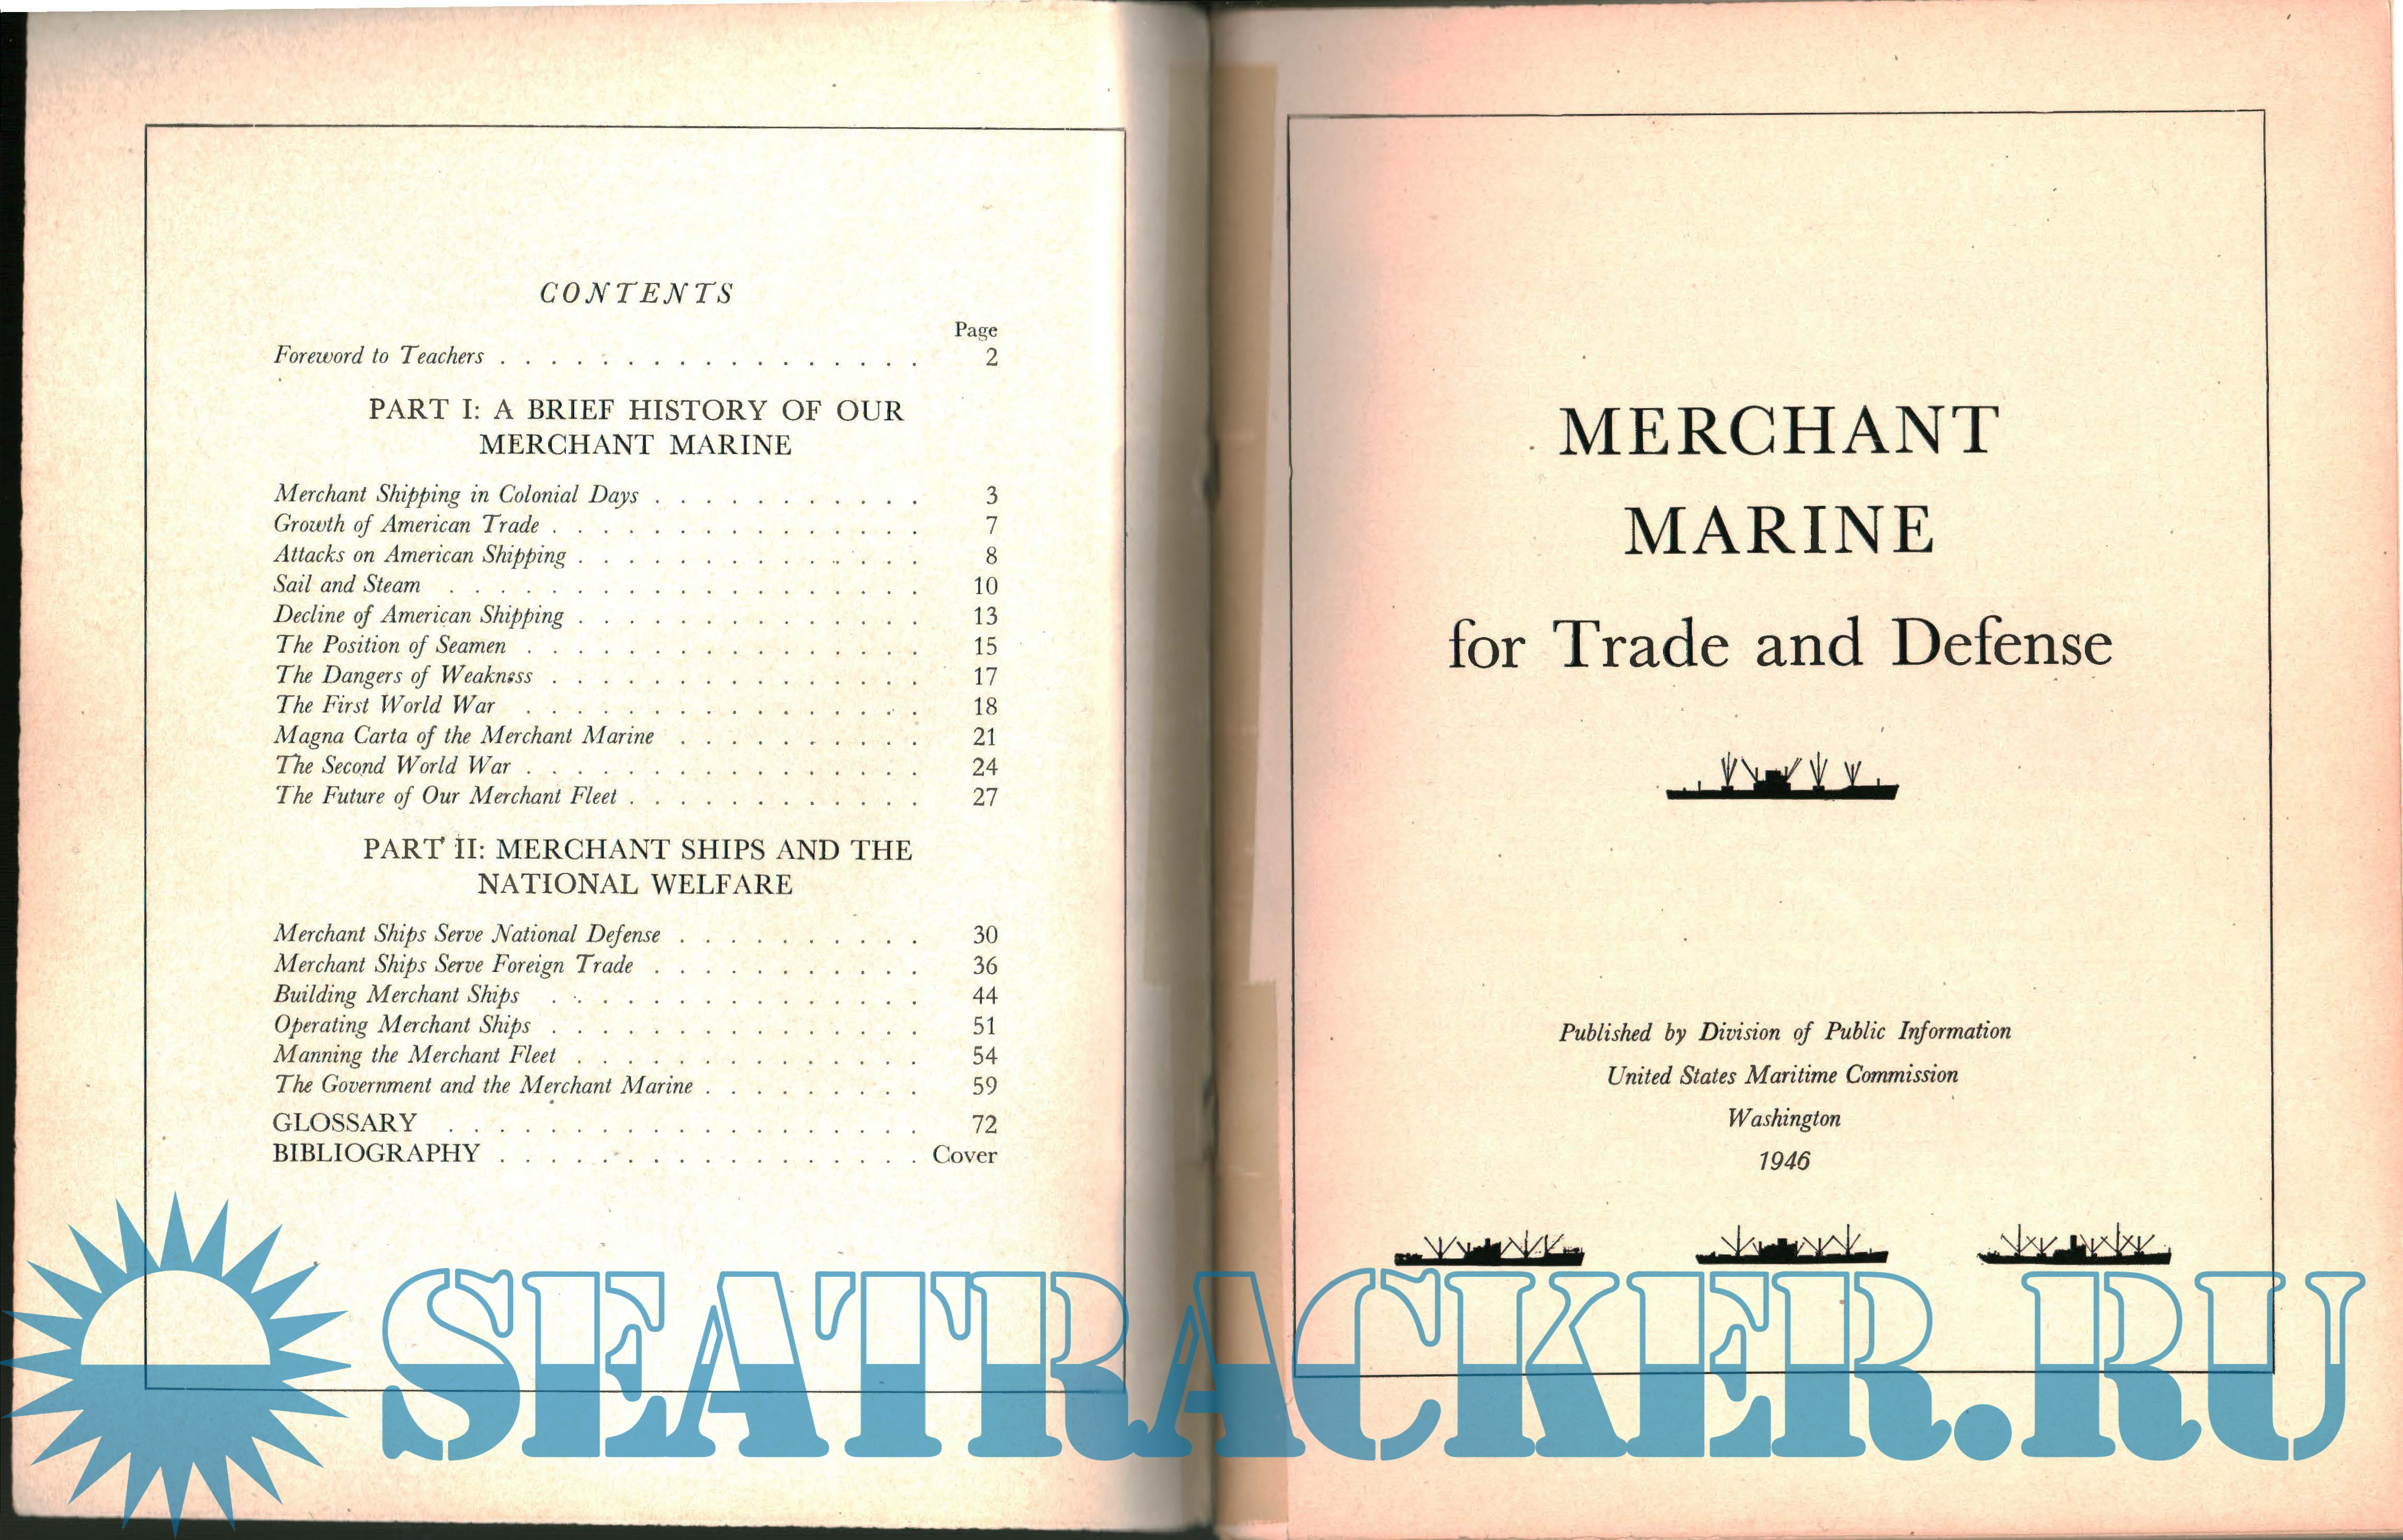 CONTENTS
Page
Foreword to Teachers . . . . . . . . . . . . . . . . . 2
PART I: A BRIEF HISTORY OF OUR
MERCHANT MARINE
Merchant Shipping in Colonial Days . . . . . . . . . . . 3
Growth of American Trade . . . . . . . . . . . . . . . 7
Attacks on American Shipping . . . . . . . . . . . . . . 8
Sail and Steam . . . . . . . . . . . . . . . . . . . 10
Decline of American Shipping . . . . . . . . . . . . . . 13
The Position of Seamen . . . . . . . . . . . . . . . . 15
The Dangers of Weakness . . . . . . . . . . . . . . . 17
The First World War . . . . . . . . . . . . . . . . 18
Magna Carta of the Merchant Marine . . . . . . . . . . 21
The Second World War . . . . . . . . . . . . . . . . 24
The Future of Our Merchant Fleet . . . . . . . . . . . . 27
PART II: MERCHANT SHIPS AND THE
NATIONAL WELFARE
Merchant Ships Serve National Defense . . . . . . . . . . 30
Merchant Ships Serve Foreign Trade . . . . . . . . . . . 36
Building Merchant Ships . . . . . . . . . . . . . . . 44
Operating Merchant Ships . . . . . . . . . . . . . . . 51
Manning the Merchant Fleet . . . . . . . . . . . . . . 54
The Government and the Merchant Marine . . . . . . . . . 59
GLOSSARY . . . . . . . . . . . . . . . . . . . 72
BIBLIOGRAPHY . . . . . . . . . . . . . . . . . Cover
MERCHANT
MARINE
for Trade and Defense
Published by Division of Public Information
United States Maritime Commission
Washington
1946
SEATRACKER.RU